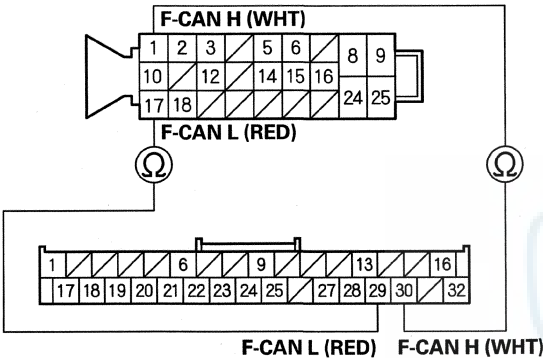 F-CAN H (WHT)
1 2 3 5 6 8 9
10 12 14 15 16
17 18 24 25
F-CAN L (RED)
Ω Ω
1 6 9 13 16
17 18 19 20 21 22 23 24 25 27 28 29 30 32
F-CAN L (RED) F-CAN H (WHT)